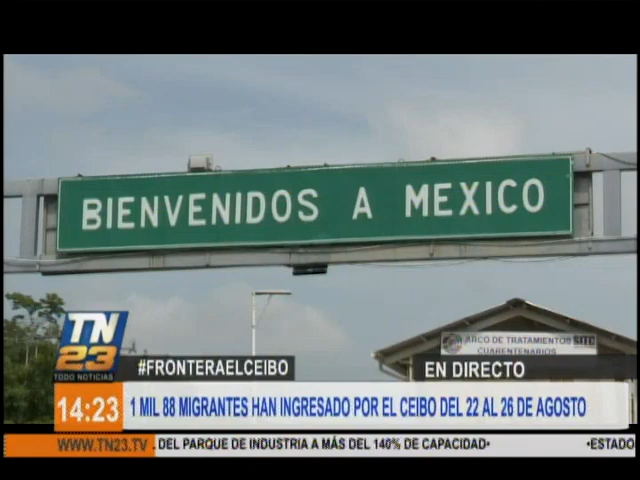 BIENVENIDOS A MEXICO
ARCO DE TRATAMIENTOS
CUARENTENARIOS
TN
23
TODO NOTICIAS
#FRONTERAELCEIBO
EN DIRECTO
14:23
1 MIL 88 MIGRANTES HAN INGRESADO POR EL CEIBO DEL 22 AL 26 DE AGOSTO
WWW.TN23.TV
DEL PARQUE DE INDUSTRIA A MÁS DEL 140% DE CAPACIDAD•
•ESTADO